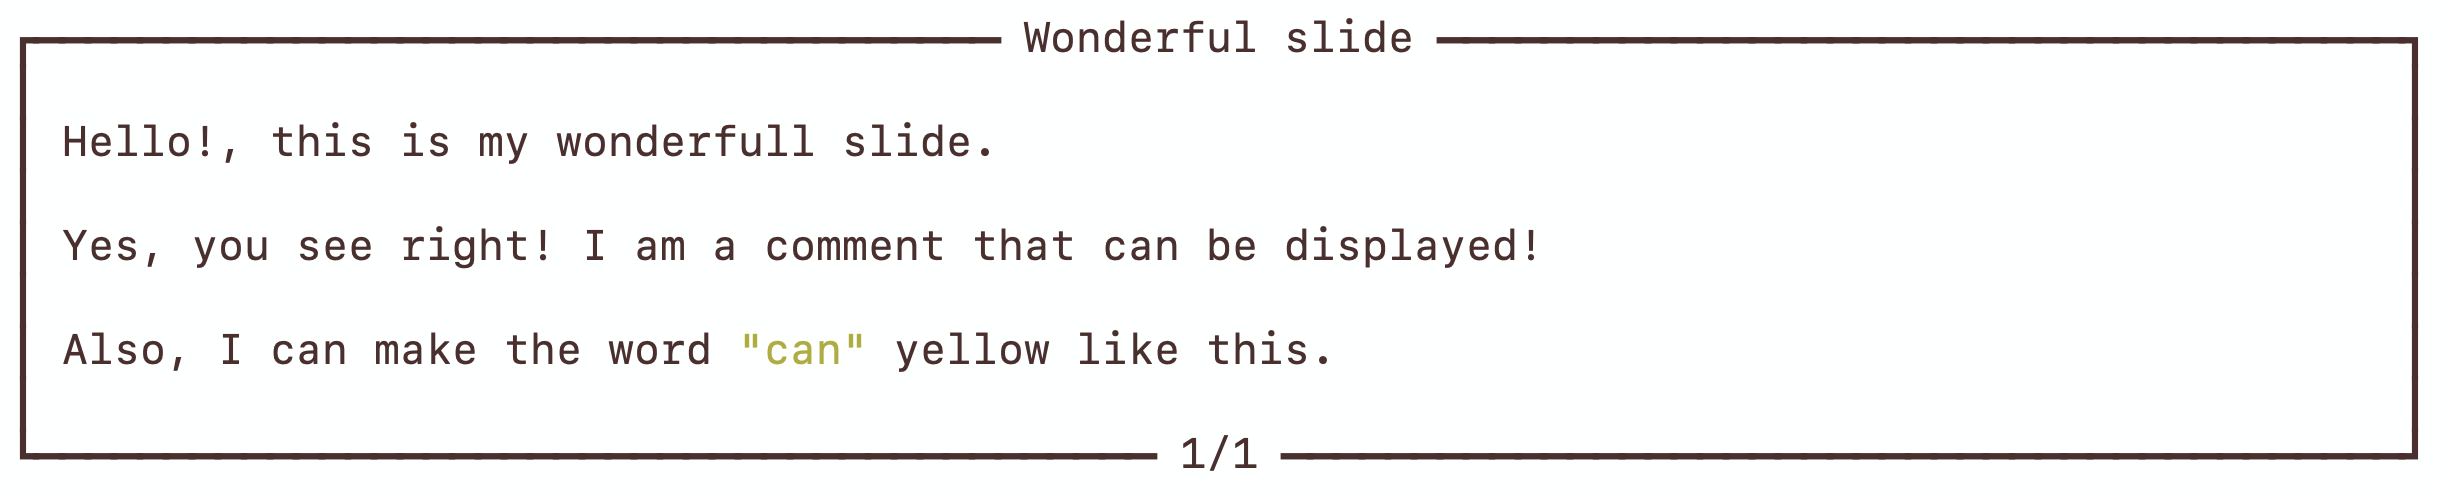 Wonderful slide
Hello!, this is my wonderfull slide.
Yes, you see right! I am a comment that can be displayed!
Also, I can make the word "can" yellow like this.
1/1